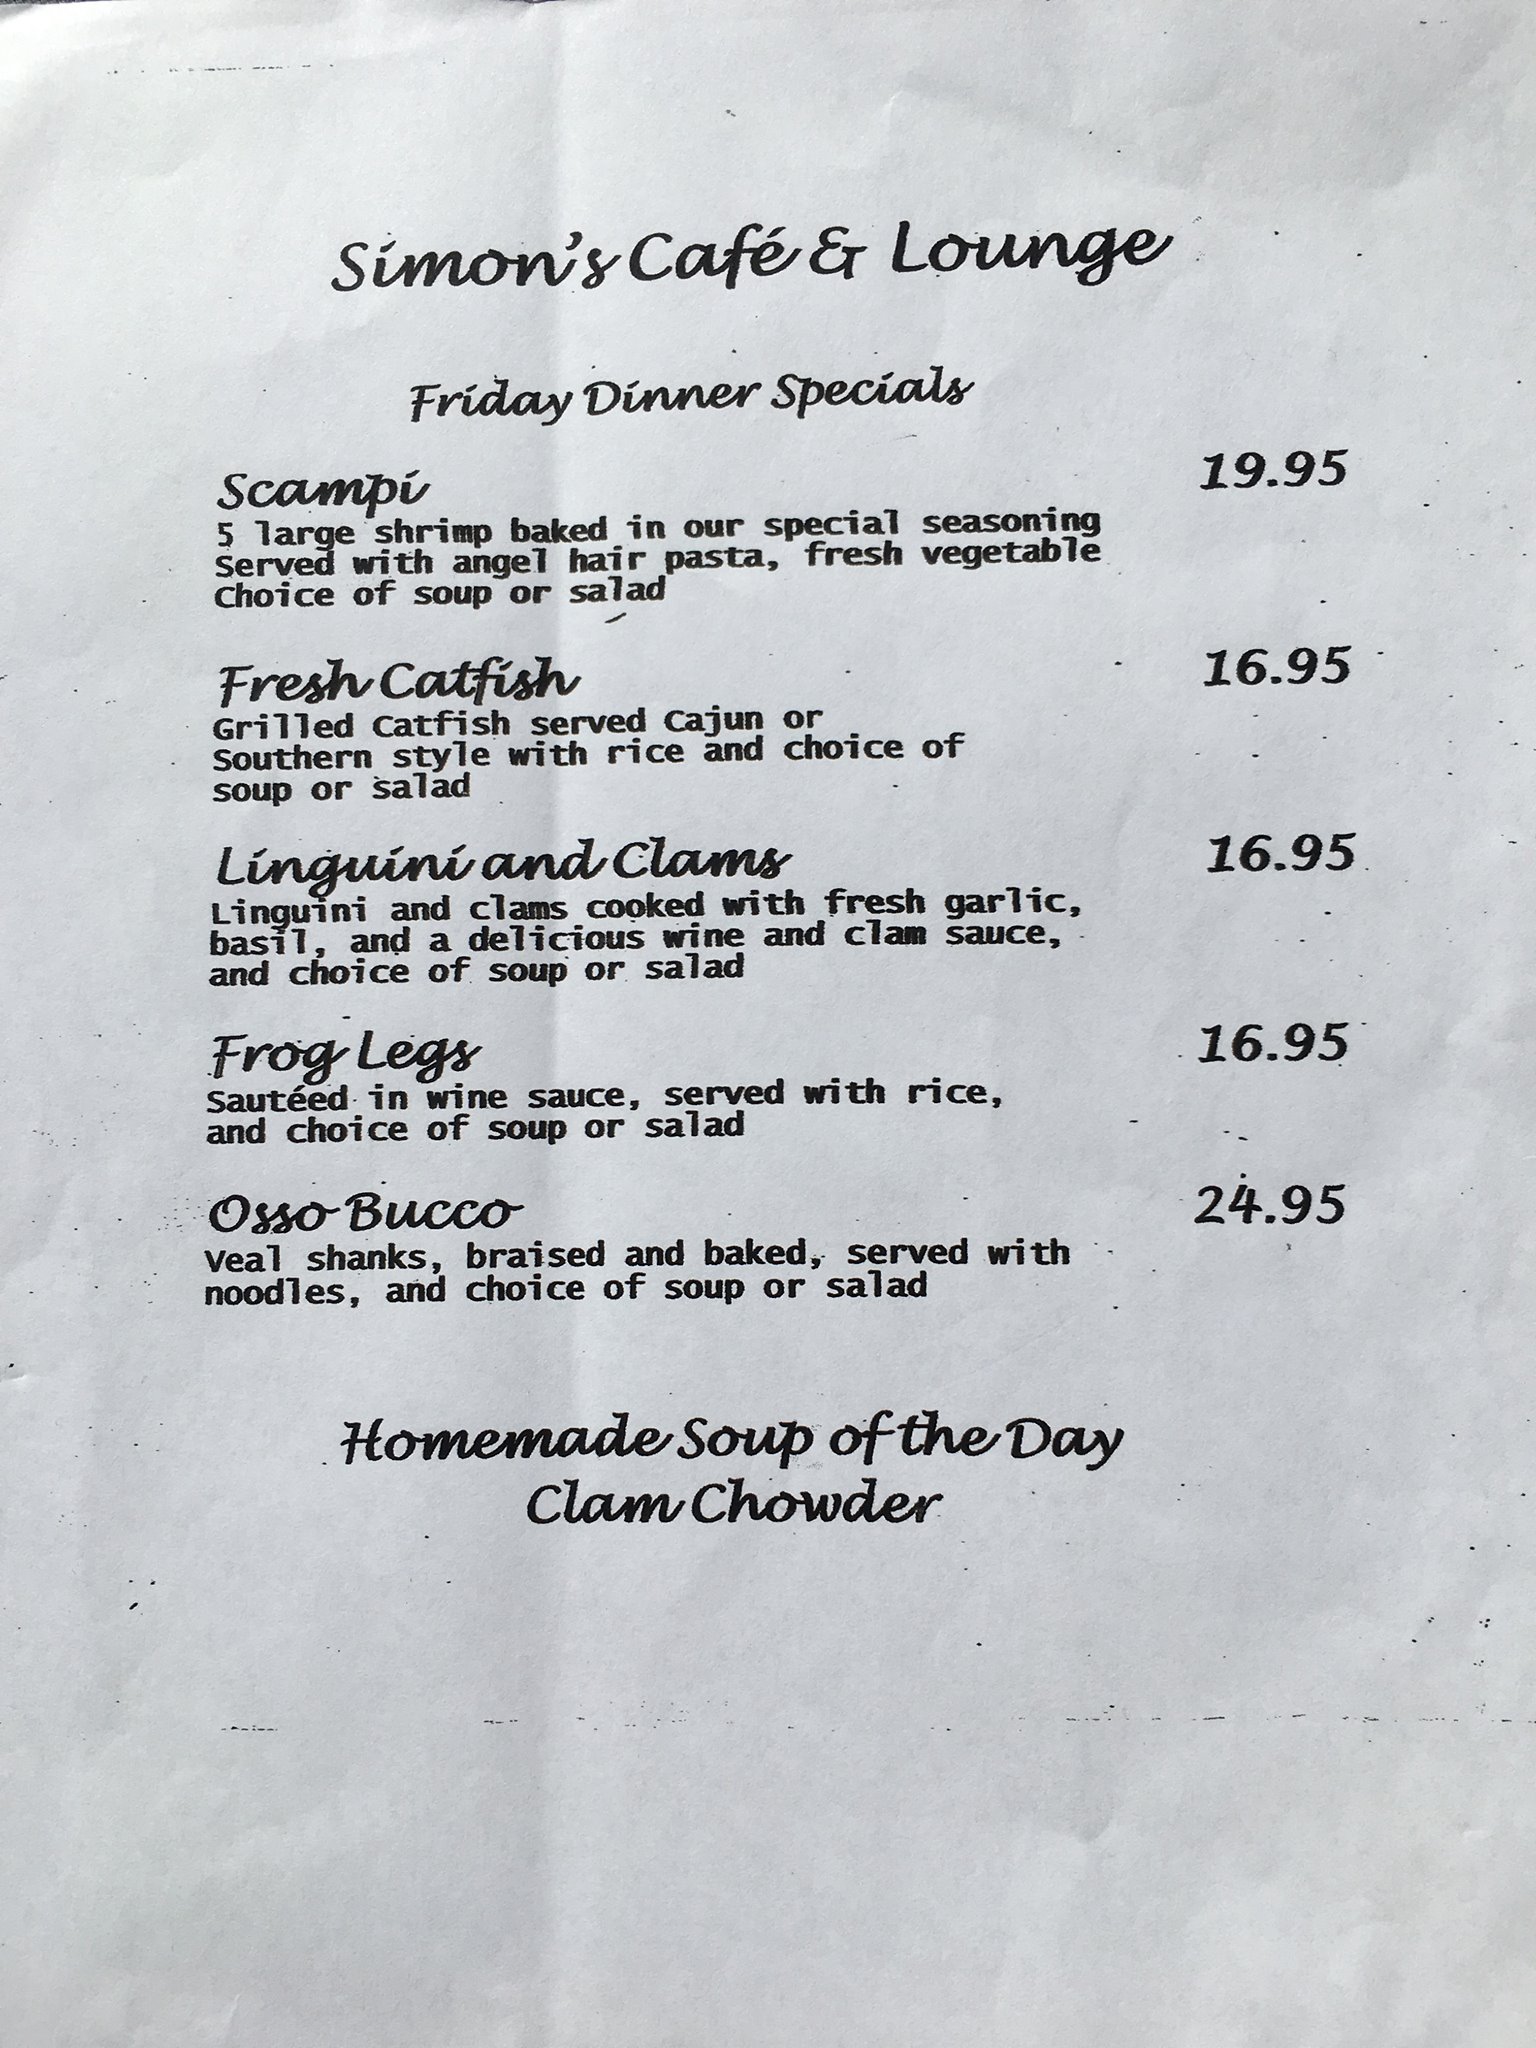 Simon's Café & Lounge
Friday Dinner Specials
Scampi 19.95
5 large shrimp baked in our special seasoning
Served with angel hair pasta, fresh vegetable
Choice of soup or salad
Fresh Catfish 16.95
Grilled Catfish served Cajun or
Southern style with rice and choice of
soup or salad
Linguini and Clams 16.95
Linguini and clams cooked with fresh garlic,
basil, and a delicious wine and clam sauce,
and choice of soup or salad
Frog Legs 16.95
Sautéed in wine sauce, served with rice,
and choice of soup or salad
Osso Bucco 24.95
Veal shanks, braised and baked, served with
noodles, and choice of soup or salad
Homemade Soup of the Day
Clam Chowder